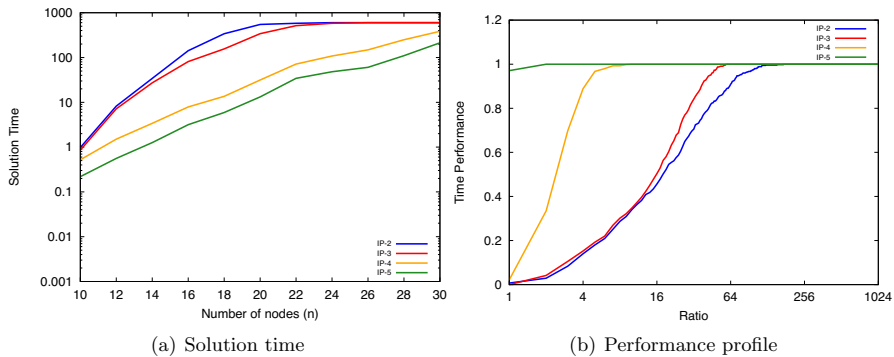 1000
100
10
1
0.1
0.01
0.001
Solution Time
10 12 14 16 18 20 22 24 26 28 30
Number of nodes (n)
IP-2
IP-3
IP-4
IP-5
(a) Solution time
1.2
1
0.8
0.6
0.4
0.2
0
Time Performance
1 4 16 64 256 1024
Ratio
IP-2
IP-3
IP-4
IP-5
(b) Performance profile